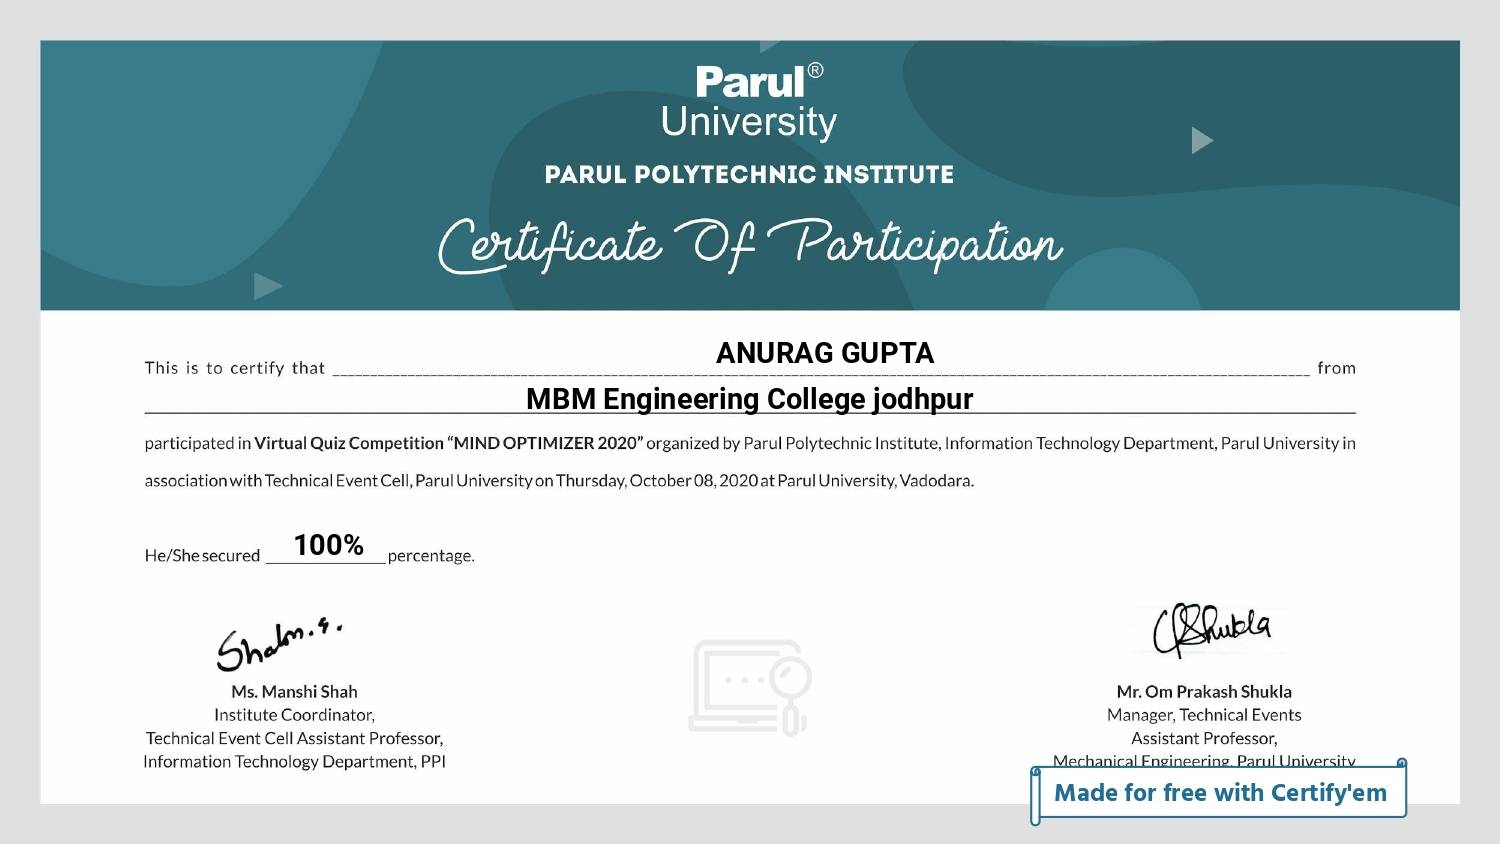 Parul®
University
PARUL POLYTECHNIC INSTITUTE
Certificate Of Participation
This is to certify that ANURAG GUPTA from
MBM Engineering College jodhpur
participated in Virtual Quiz Competition “MIND OPTIMIZER 2020” organized by Parul Polytechnic Institute, Information Technology Department, Parul University in
association with Technical Event Cell, Parul University on Thursday, October 08, 2020 at Parul University, Vadodara.
He/She secured 100% percentage.
Shah M.S.
Shukla
Ms. Manshi Shah
Institute Coordinator,
Technical Event Cell Assistant Professor,
Information Technology Department, PPI
Mr. Om Prakash Shukla
Manager, Technical Events
Assistant Professor,
Mechanical Engineering, Parul University
Made for free with Certify'em